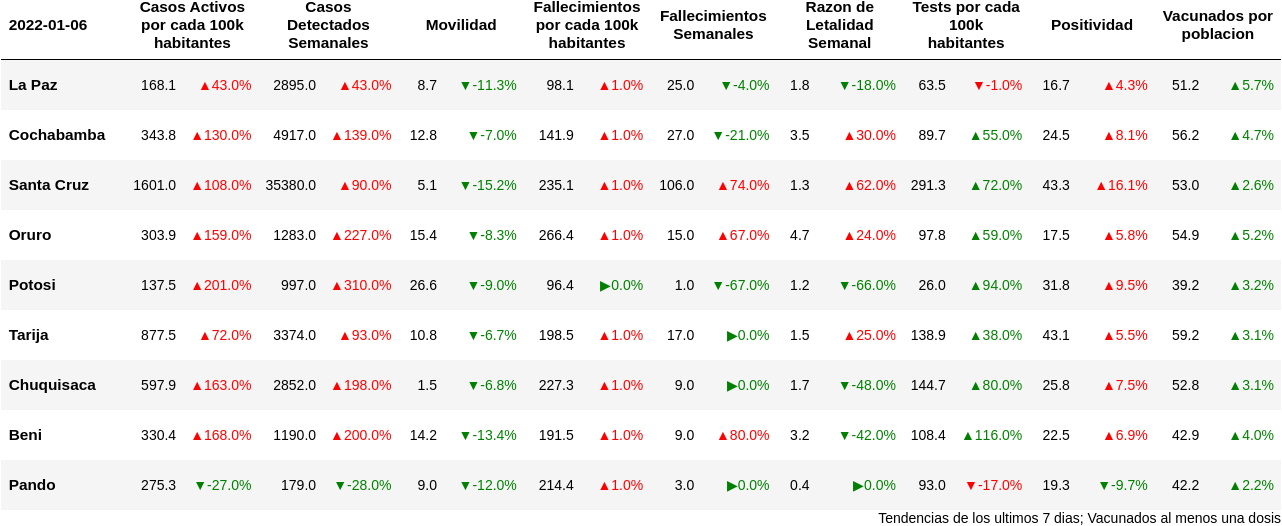 2022-01-06 Casos Activos por cada 100k habitantes Casos Detectados Semanales Movilidad Fallecimientos por cada 100k habitantes Fallecimientos Semanales Razon de Letalidad Semanal Tests por cada 100k habitantes Positividad Vacunados por poblacion
La Paz 168.1 ▲43.0% 2895.0 ▲43.0% 8.7 ▼-11.3% 98.1 ▲1.0% 25.0 ▼-4.0% 1.8 ▼-18.0% 63.5 ▼-1.0% 16.7 ▲4.3% 51.2 ▲5.7%
Cochabamba 343.8 ▲130.0% 4917.0 ▲139.0% 12.8 ▼-7.0% 141.9 ▲1.0% 27.0 ▼-21.0% 3.5 ▲30.0% 89.7 ▲55.0% 24.5 ▲8.1% 56.2 ▲4.7%
Santa Cruz 1601.0 ▲108.0% 35380.0 ▲90.0% 5.1 ▼-15.2% 235.1 ▲1.0% 106.0 ▲74.0% 1.3 ▲62.0% 291.3 ▲72.0% 43.3 ▲16.1% 53.0 ▲2.6%
Oruro 303.9 ▲159.0% 1283.0 ▲227.0% 15.4 ▼-8.3% 266.4 ▲1.0% 15.0 ▲67.0% 4.7 ▲24.0% 97.8 ▲59.0% 17.5 ▲5.8% 54.9 ▲5.2%
Potosi 137.5 ▲201.0% 997.0 ▲310.0% 26.6 ▼-9.0% 96.4 ▶0.0% 1.0 ▼-67.0% 1.2 ▼-66.0% 26.0 ▲94.0% 31.8 ▲9.5% 39.2 ▲3.2%
Tarija 877.5 ▲72.0% 3374.0 ▲93.0% 10.8 ▼-6.7% 198.5 ▲1.0% 17.0 ▶0.0% 1.5 ▲25.0% 138.9 ▲38.0% 43.1 ▲5.5% 59.2 ▲3.1%
Chuquisaca 597.9 ▲163.0% 2852.0 ▲198.0% 1.5 ▼-6.8% 227.3 ▲1.0% 9.0 ▶0.0% 1.7 ▼-48.0% 144.7 ▲80.0% 25.8 ▲7.5% 52.8 ▲3.1%
Beni 330.4 ▲168.0% 1190.0 ▲200.0% 14.2 ▼-13.4% 191.5 ▲1.0% 9.0 ▲80.0% 3.2 ▼-42.0% 108.4 ▲116.0% 22.5 ▲6.9% 42.9 ▲4.0%
Pando 275.3 ▼-27.0% 179.0 ▼-28.0% 9.0 ▼-12.0% 214.4 ▲1.0% 3.0 ▶0.0% 0.4 ▶0.0% 93.0 ▼-17.0% 19.3 ▼-9.7% 42.2 ▲2.2%
Tendencias de los ultimos 7 dias; Vacunados al menos una dosis